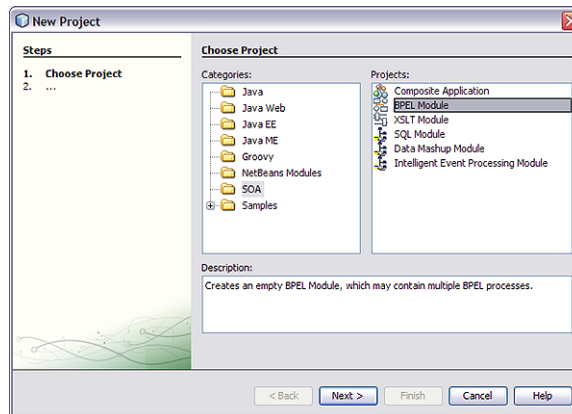 New Project
Steps
1. Choose Project
2. ...
Choose Project
Categories:
Java
Java Web
Java EE
Java ME
Groovy
NetBeans Modules
SOA
Samples
Projects:
Composite Application
BPEL Module
XSLT Module
SQL Module
Data Mashup Module
Intelligent Event Processing Module
Description:
Creates an empty BPEL Module, which may contain multiple BPEL processes.
< Back
Next >
Finish
Cancel
Help